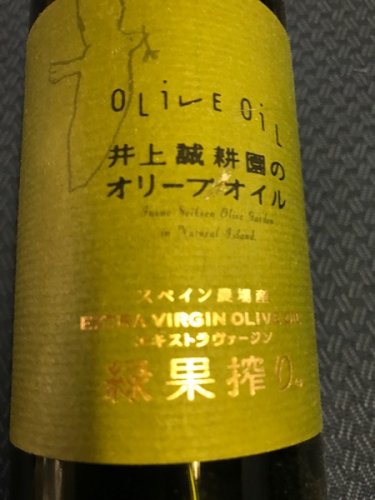 OLiVE OiL
井上誠耕園の
オリーブオイル
Inoue Seikoen Olive Garden
in Natural Island.
スペイン農場産
EXTRA VIRGIN OLIVE OIL
エキストラヴァージン
緑果搾り